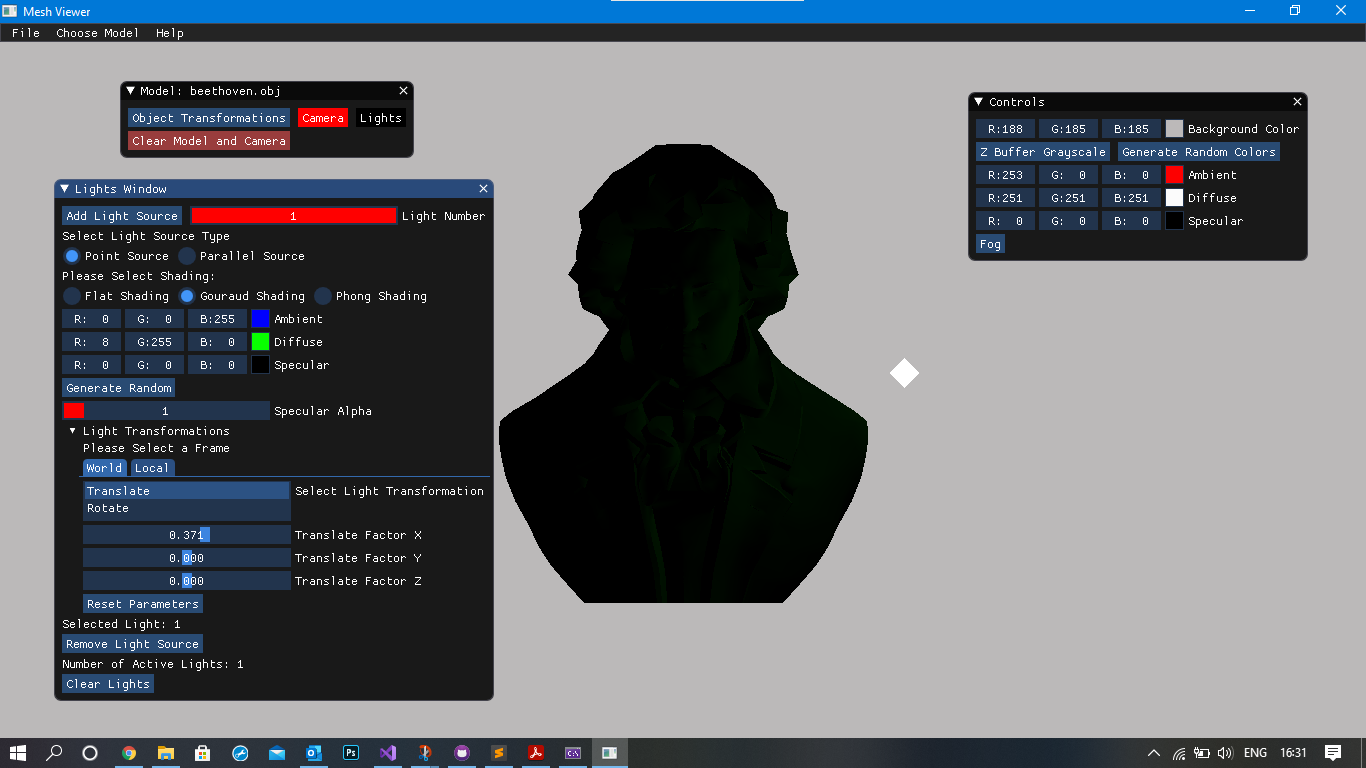 Mesh Viewer
File Choose Model Help
Model: beethoven.obj
Object Transformations Camera Lights
Clear Model and Camera
Lights Window
Add Light Source 1 Light Number
Select Light Source Type
Point Source Parallel Source
Please Select Shading:
Flat Shading Gouraud Shading Phong Shading
R: 0 G: 0 B:255 Ambient
R: 8 G:255 B: 0 Diffuse
R: 0 G: 0 B: 0 Specular
Generate Random
1 Specular Alpha
Light Transformations
Please Select a Frame
World Local
Translate Select Light Transformation
Rotate
0.371 Translate Factor X
0.000 Translate Factor Y
0.000 Translate Factor Z
Reset Parameters
Selected Light: 1
Remove Light Source
Number of Active Lights: 1
Clear Lights
Controls
R:188 G:185 B:185 Background Color
Z Buffer Grayscale Generate Random Colors
R:253 G: 0 B: 0 Ambient
R:251 G:251 B:251 Diffuse
R: 0 G: 0 B: 0 Specular
Fog
Ps
ENG 16:31